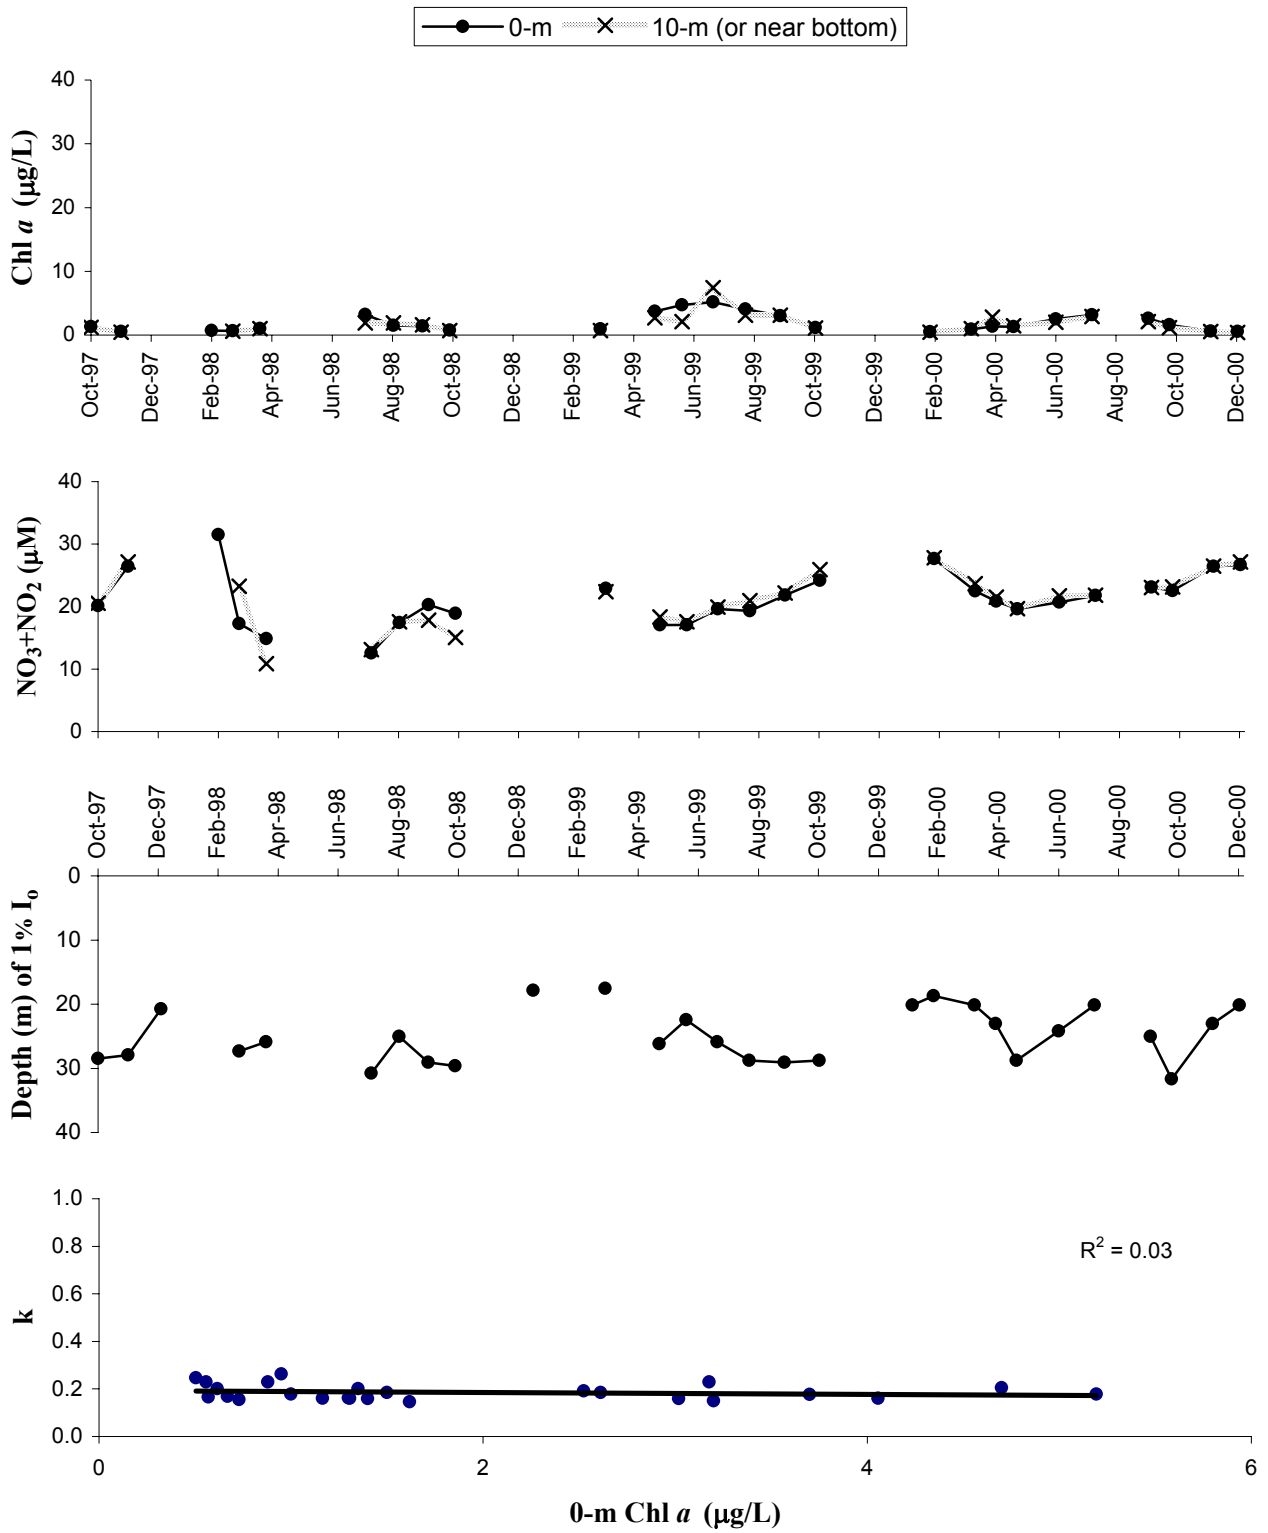 0-m 10-m (or near bottom)
40
30
20
10
0
Chl a (µg/L)
Oct-97 Dec-97 Feb-98 Apr-98 Jun-98 Aug-98 Oct-98 Dec-98 Feb-99 Apr-99 Jun-99 Aug-99 Oct-99 Dec-99 Feb-00 Apr-00 Jun-00 Aug-00 Oct-00 Dec-00
40
30
20
10
0
NO3+NO2 (µM)
Oct-97 Dec-97 Feb-98 Apr-98 Jun-98 Aug-98 Oct-98 Dec-98 Feb-99 Apr-99 Jun-99 Aug-99 Oct-99 Dec-99 Feb-00 Apr-00 Jun-00 Aug-00 Oct-00 Dec-00
0
10
20
30
40
Depth (m) of 1% Io
1.0
0.8
0.6
0.4
0.2
0.0
k
R2 = 0.03
0 2 4 6
0-m Chl a (µg/L)